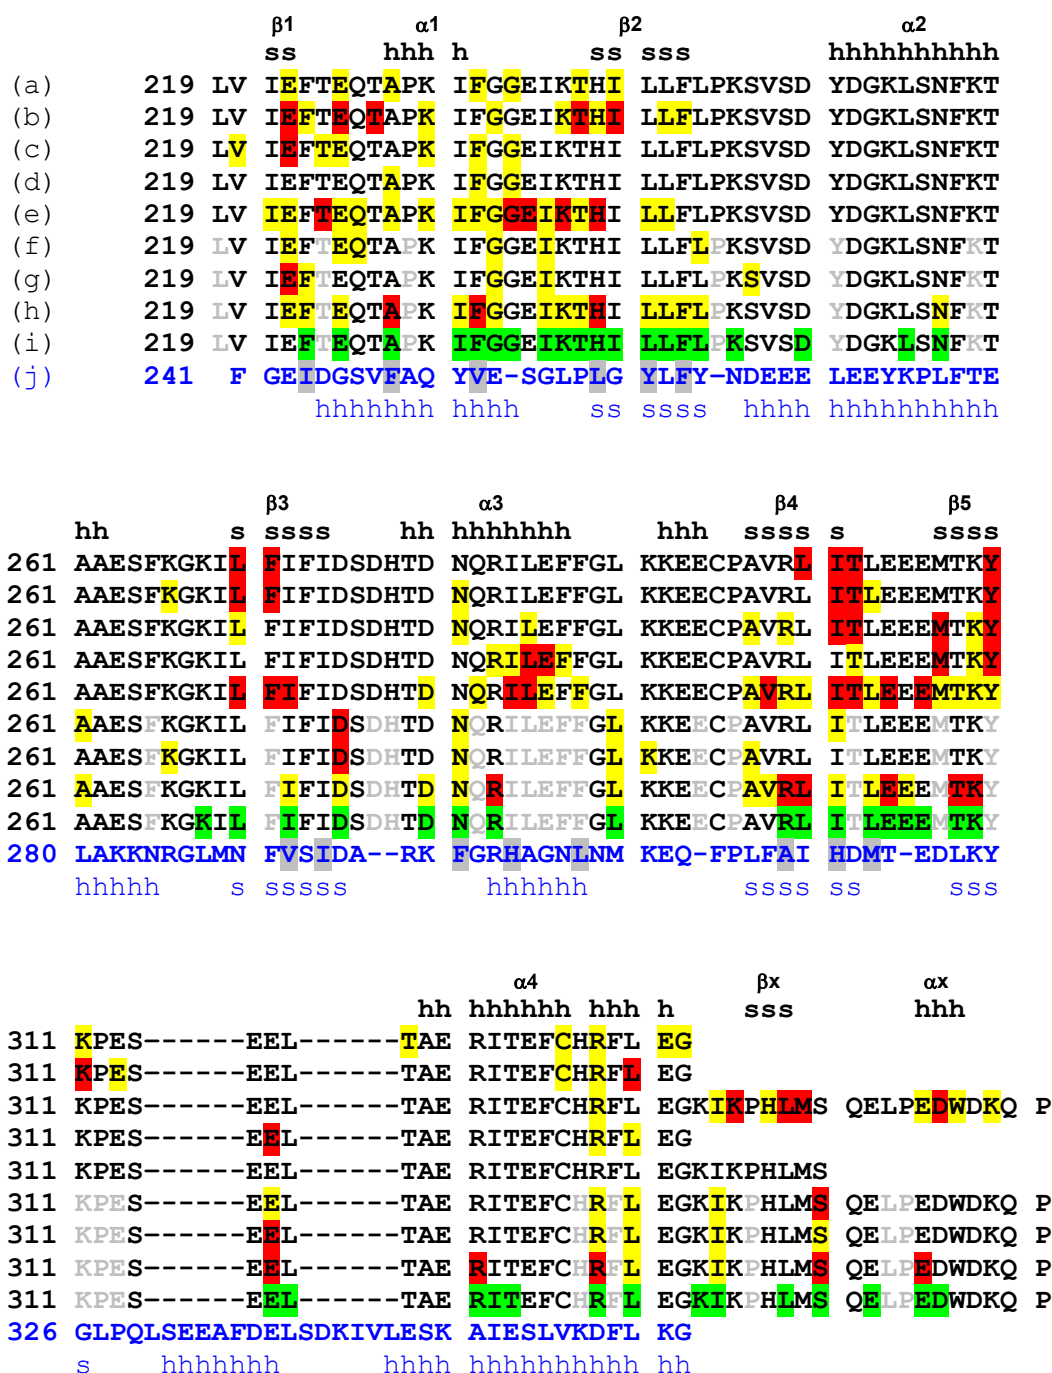 β1 α1 β2 α2
ss hhh h ss sss hhhhhhhhhh
(a) 219 LV IEFTEQTAPK IFGGEIKTHI LLFLPKSVSD YDGKLSNFKT
(b) 219 LV IEFTEQTAPK IFGGEIKTHI LLFLPKSVSD YDGKLSNFKT
(c) 219 LV IEFTEQTAPK IFGGEIKTHI LLFLPKSVSD YDGKLSNFKT
(d) 219 LV IEFTEQTAPK IFGGEIKTHI LLFLPKSVSD YDGKLSNFKT
(e) 219 LV IEFTEQTAPK IFGGEIKTHI LLFLPKSVSD YDGKLSNFKT
(f) 219 LV IEFTEQTAPK IFGGEIKTHI LLFLPKSVSD YDGKLSNFKT
(g) 219 LV IEFTEQTAPK IFGGEIKTHI LLFLPKSVSD YDGKLSNFKT
(h) 219 LV IEFTEQTAPK IFGGEIKTHI LLFLPKSVSD YDGKLSNFKT
(i) 219 LV IEFTEQTAPK IFGGEIKTHI LLFLPKSVSD YDGKLSNFKT
(j) 241 F GEIDGSVFAQ YVE-SGLPLG YLFY-NDEEE LEEYKPLFTE
hhhhhhh hhhh ss ssss hhhh hhhhhhhhhh
β3 α3 β4 β5
hh s ssss hh hhhhhhh hhh ssss s ssss
261 AAESFKGKIL FIFIDSDHTD NQRILEFFGL KKEECPAVRL ITLEEEMTKY
261 AAESFKGKIL FIFIDSDHTD NQRILEFFGL KKEECPAVRL ITLEEEMTKY
261 AAESFKGKIL FIFIDSDHTD NQRILEFFGL KKEECPAVRL ITLEEEMTKY
261 AAESFKGKIL FIFIDSDHTD NQRILEFFGL KKEECPAVRL ITLEEEMTKY
261 AAESFKGKIL FIFIDSDHTD NQRILEFFGL KKEECPAVRL ITLEEEMTKY
261 AAESFKGKIL FIFIDSDHTD NQRILEFFGL KKEECPAVRL ITLEEEMTKY
261 AAESFKGKIL FIFIDSDHTD NQRILEFFGL KKEECPAVRL ITLEEEMTKY
261 AAESFKGKIL FIFIDSDHTD NQRILEFFGL KKEECPAVRL ITLEEEMTKY
261 AAESFKGKIL FIFIDSDHTD NQRILEFFGL KKEECPAVRL ITLEEEMTKY
280 LAKKNRGLMN FVSIDA--RK FGRHAGNLNM KEQ-FPLFAI HDMT-EDLKY
hhhhh s sssss hhhhhh ssss ss sss
α4 βx αx
hh hhhhhh hhh h sss hhh
311 KPES------EEL------TAE RITEFCHRFL EG
311 KPES------EEL------TAE RITEFCHRFL EG
311 KPES------EEL------TAE RITEFCHRFL EGKIKPHLMS QELPEDWDKQ P
311 KPES------EEL------TAE RITEFCHRFL EG
311 KPES------EEL------TAE RITEFCHRFL EGKIKPHLMS
311 KPES------EEL------TAE RITEFCHRFL EGKIKPHLMS QELPEDWDKQ P
311 KPES------EEL------TAE RITEFCHRFL EGKIKPHLMS QELPEDWDKQ P
311 KPES------EEL------TAE RITEFCHRFL EGKIKPHLMS QELPEDWDKQ P
311 KPES------EEL------TAE RITEFCHRFL EGKIKPHLMS QELPEDWDKQ P
326 GLPQLSEEAFDELSDKIVLESK AIESLVKDFL KG
s hhhhhhh hhhh hhhhhhhhhh hh